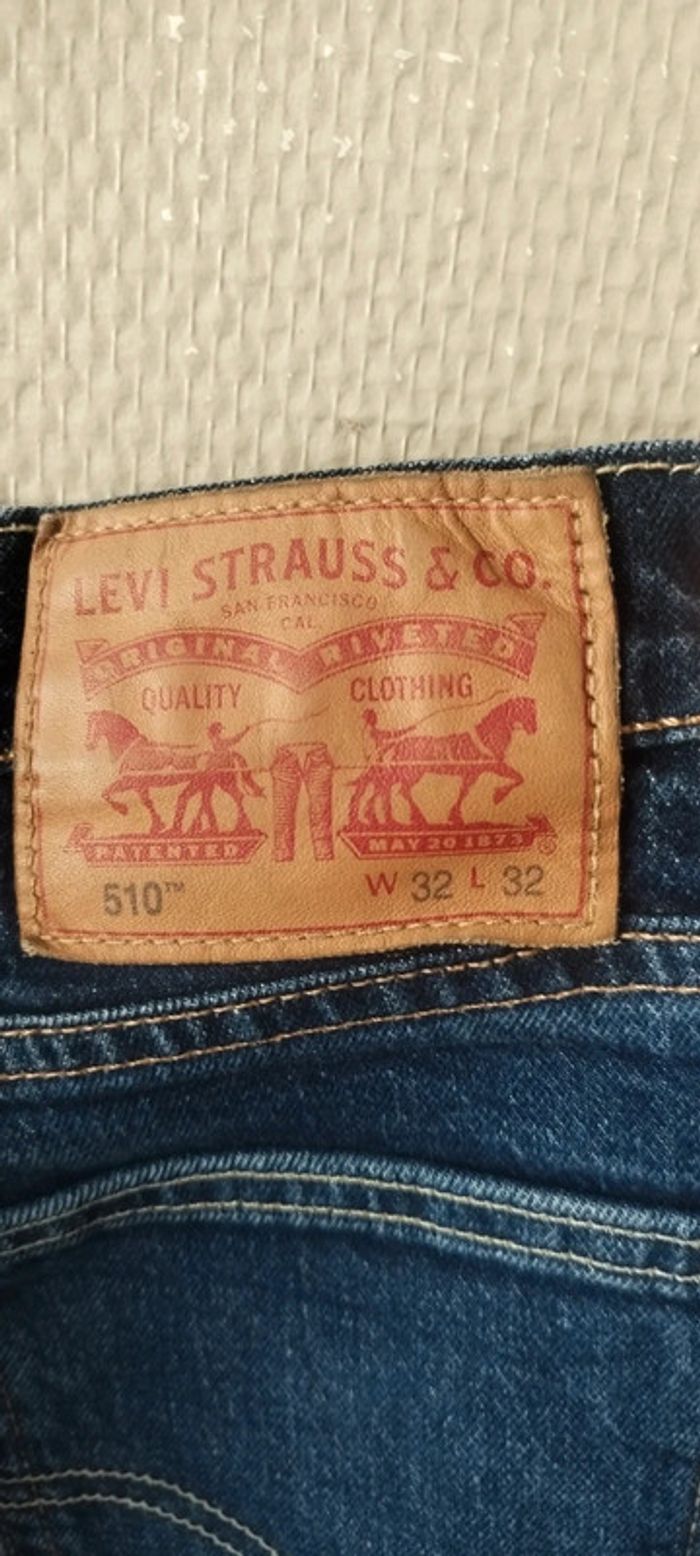 LEVI STRAUSS & CO.
SAN FRANCISCO
CAL.
ORIGINAL RIVETED
QUALITY CLOTHING
PATENTED MAY 20 1873 ®
510™ W 32 L 32